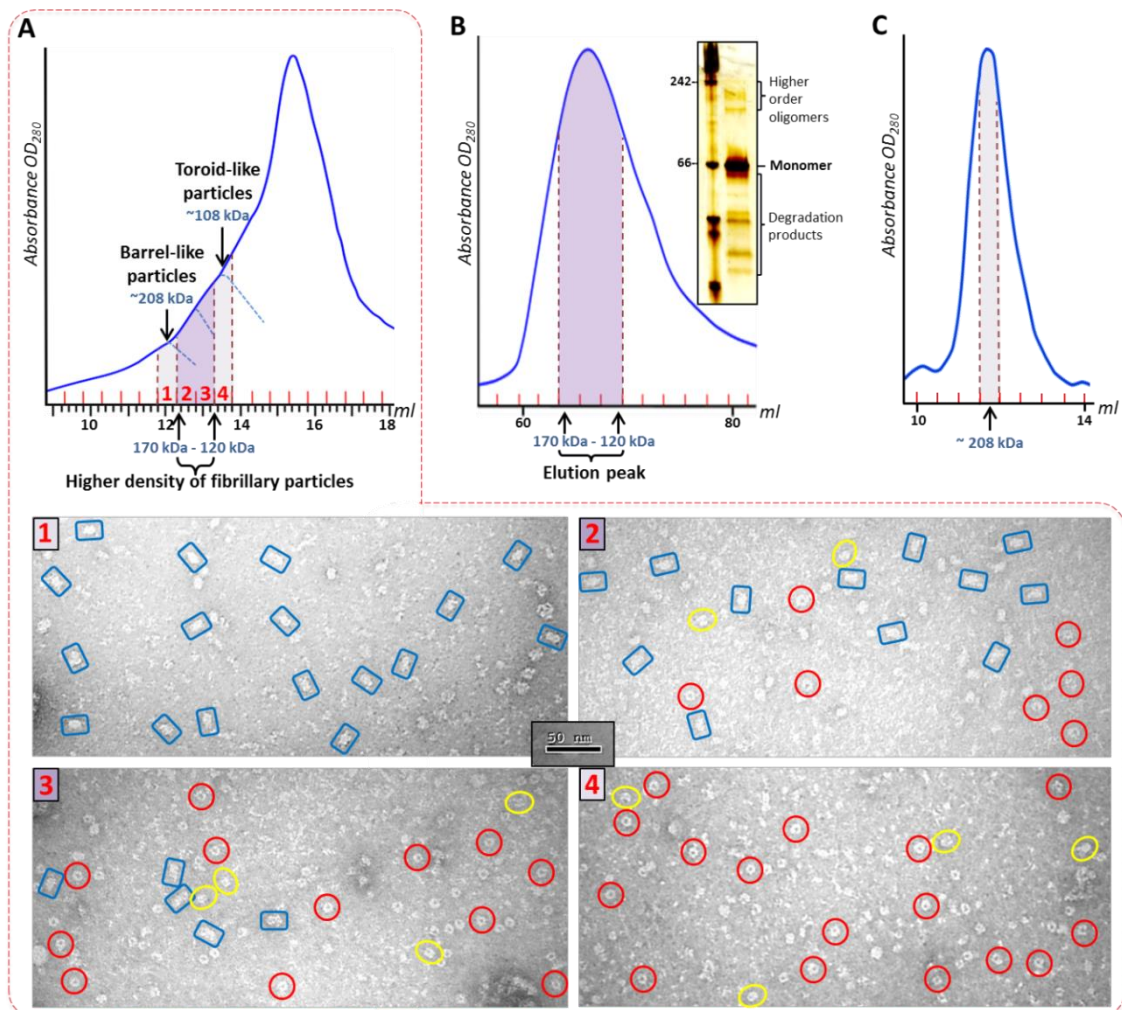 A
Absorbance OD280
Toroid-like
particles
~108 kDa
Barrel-like
particles
~208 kDa
1 2 3 4
10 12 14 16 18
ml
170 kDa - 120 kDa
Higher density of fibrillary particles
B
Absorbance OD280
242
Higher
order
oligomers
66
Monomer
Degradation
products
60 80
ml
170 kDa - 120 kDa
Elution peak
C
Absorbance OD280
10 14
ml
~ 208 kDa
1
2
50 nm
3
4